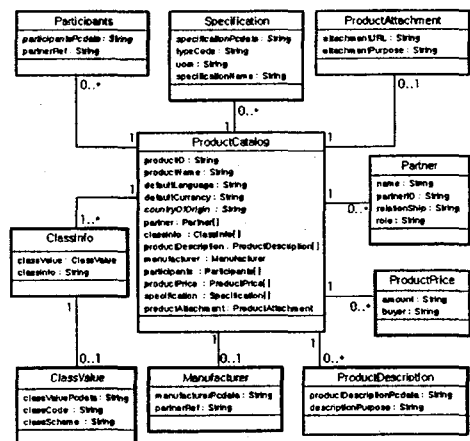 Participants
participantsPcdata : String
partnerRef : String
Specification
specificationPcdata : String
typeCode : String
uom : String
specificationName : String
ProductAttachment
attachmentURL : String
attachmentPurpose : String
0..*
0..*
0..1
1
1
1
ProductCatalog
productID : String
productName : String
defaultLanguage : String
defaultCurrency : String
countryOfOrigin : String
partner : Partner[]
classInfo : ClassInfo[]
productDescription : ProductDescription[]
manufacturer : Manufacturer
participants : Participants[]
productPrice : ProductPrice[]
specification : Specification[]
productAttachment : ProductAttachment
Partner
name : String
partnerID : String
relationShip : String
role : String
1
0..*
1
1..*
ClassInfo
classValue : ClassValue
classInfo : String
ProductPrice
amount : String
buyer : String
1
0..*
1
0..1
1
0..1
1
0..*
ClassValue
classValuePcdata : String
classCode : String
classScheme : String
Manufacturer
manufacturerPcdata : String
partnerRef : String
ProductDescription
productDescriptionPcdata : String
descriptionPurpose : String